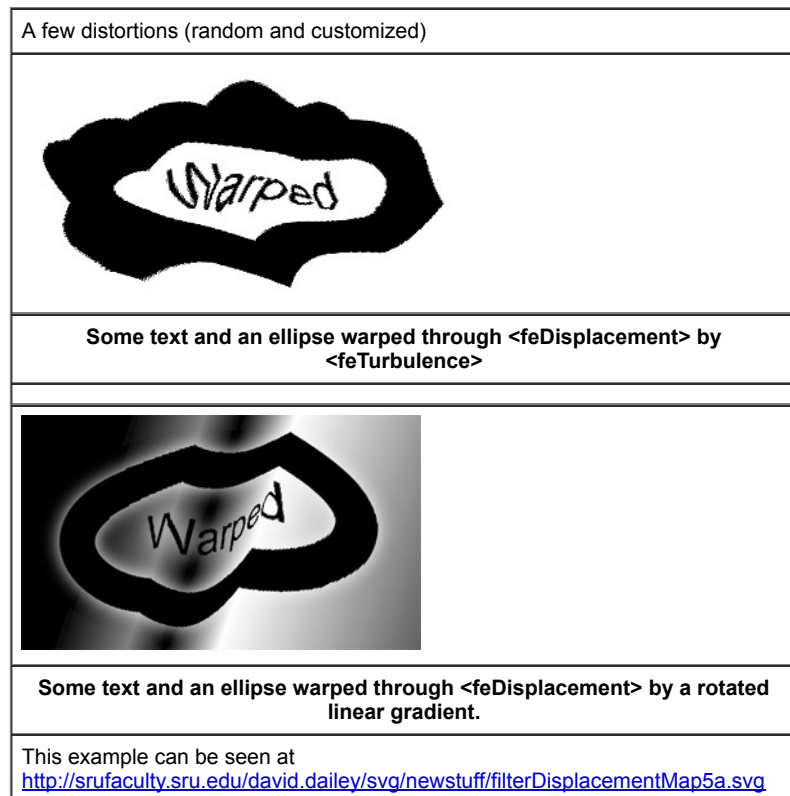 A few distortions (random and customized)
Warped
Some text and an ellipse warped through <feDisplacement> by
<feTurbulence>
Warped
Some text and an ellipse warped through <feDisplacement> by a rotated
linear gradient.
This example can be seen at
http://srufaculty.sru.edu/david.dailey/svg/newstuff/filterDisplacementMap5a.svg